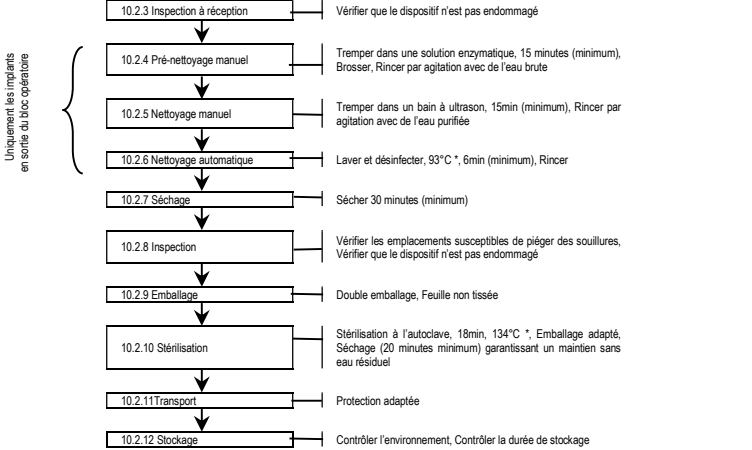 10.2.3 Inspection à réception
Vérifier que le dispositif n'est pas endommagé
Uniquement les implants
en sortie du bloc opératoire
10.2.4 Pré-nettoyage manuel
Tremper dans une solution enzymatique, 15 minutes (minimum),
Brosser, Rincer par agitation avec de l'eau brute
10.2.5 Nettoyage manuel
Tremper dans un bain à ultrason, 15min (minimum), Rincer par
agitation avec de l'eau purifiée
10.2.6 Nettoyage automatique
Laver et désinfecter, 93°C *, 6min (minimum), Rincer
10.2.7 Séchage
Sécher 30 minutes (minimum)
10.2.8 Inspection
Vérifier les emplacements susceptibles de piéger des souillures,
Vérifier que le dispositif n'est pas endommagé
10.2.9 Emballage
Double emballage, Feuille non tissée
10.2.10 Stérilisation
Stérilisation à l'autoclave, 18min, 134°C *, Emballage adapté,
Séchage (20 minutes minimum) garantissant un maintien sans
eau résiduel
10.2.11Transport
Protection adaptée
10.2.12 Stockage
Contrôler l'environnement, Contrôler la durée de stockage